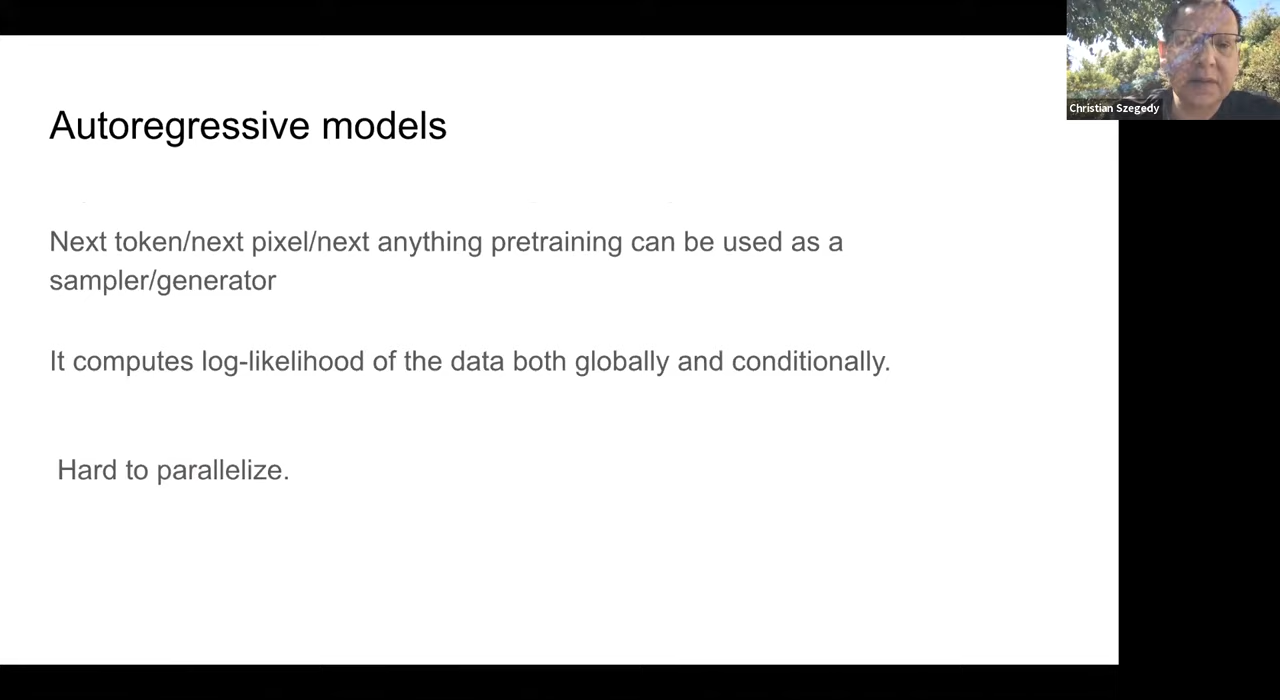 Christian Szegedy
Autoregressive models
Next token/next pixel/next anything pretraining can be used as a
sampler/generator
It computes log-likelihood of the data both globally and conditionally.
Hard to parallelize.